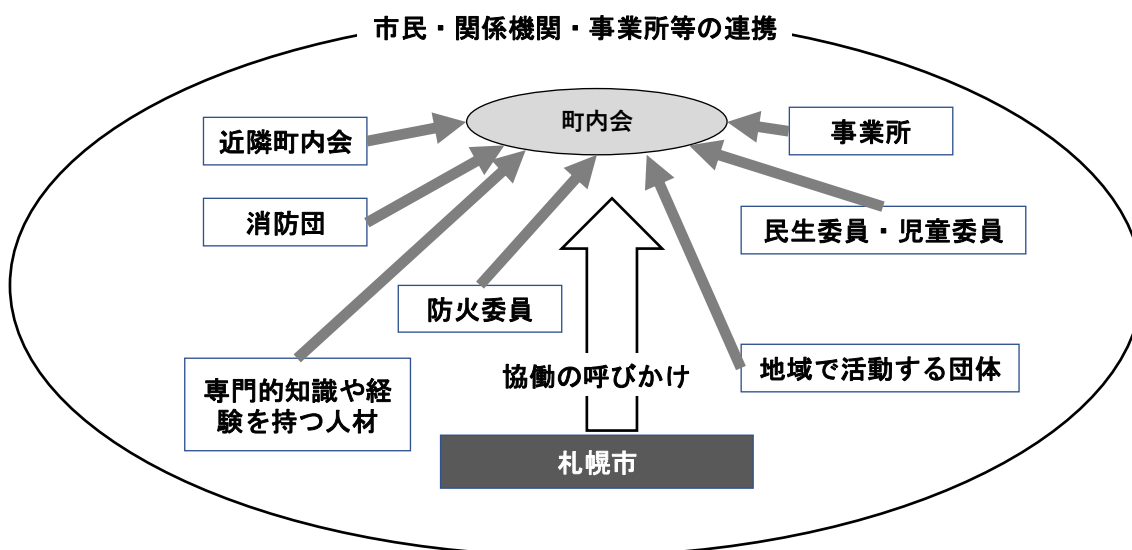 市民・関係機関・事業所等の連携
町内会
近隣町内会
事業所
消防団
民生委員・児童委員
防火委員
専門的知識や経
験を持つ人材
協働の呼びかけ
地域で活動する団体
札幌市